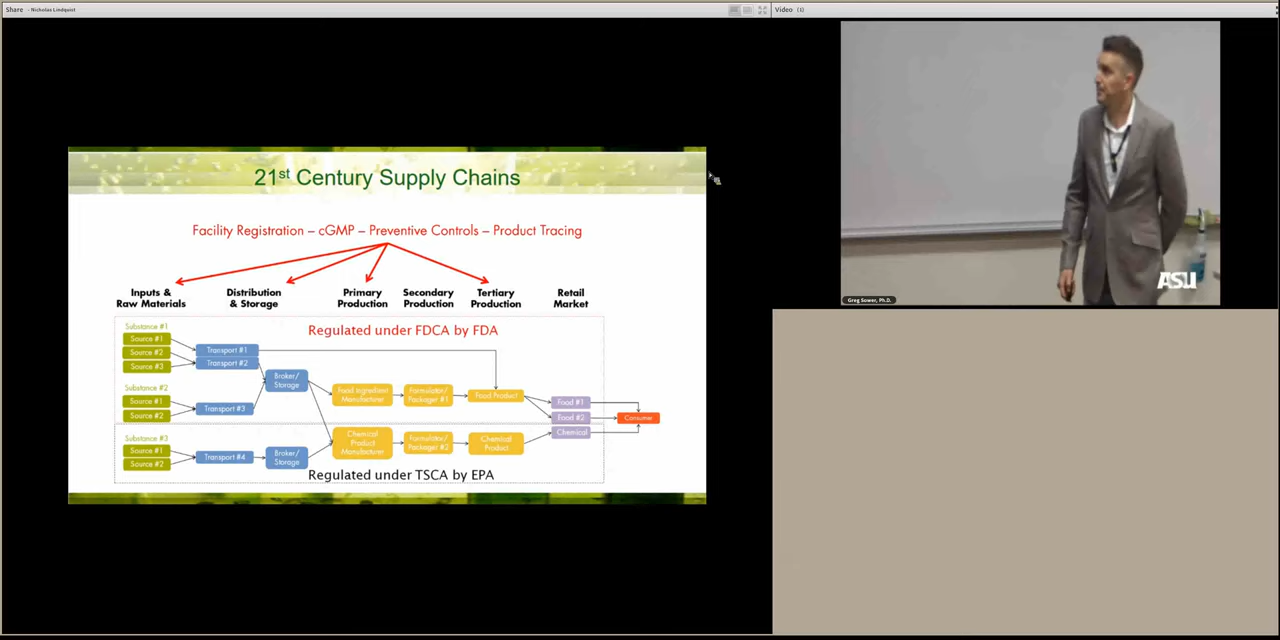 Share - Nicholas Lindquist
Video (1)
21st Century Supply Chains
Facility Registration – cGMP – Preventive Controls – Product Tracing
Inputs &
Raw Materials
Distribution
& Storage
Primary
Production
Secondary
Production
Tertiary
Production
Retail
Market
Regulated under FDCA by FDA
Substance #1
Source #1
Source #2
Source #3
Transport #1
Transport #2
Substance #2
Source #1
Source #2
Transport #3
Broker/
Storage
Food Ingredient
Manufacturer
Formulator/
Packager #1
Food Product
Food #1
Food #2
Chemical
Consumer
Substance #3
Source #1
Source #2
Transport #4
Broker/
Storage
Chemical
Product
Manufacturer
Formulator/
Packager #2
Chemical
Product
Regulated under TSCA by EPA
ASU
Greg Sower, Ph.D.